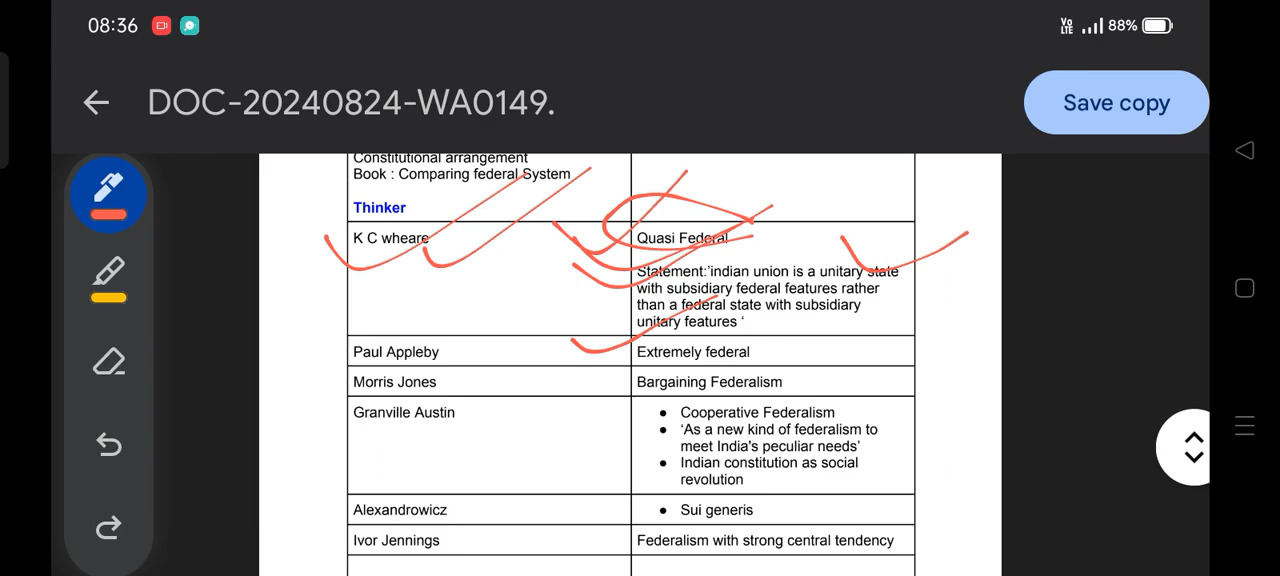 08:36
Vo LTE 88%
DOC-20240824-WA0149.
Save copy
Constitutional arrangement
Book : Comparing federal System
Thinker
K C wheare
Quasi Federal
Statement:'indian union is a unitary state
with subsidiary federal features rather
than a federal state with subsidiary
unitary features ‘
Paul Appleby
Extremely federal
Morris Jones
Bargaining Federalism
Granville Austin
● Cooperative Federalism
● ‘As a new kind of federalism to
meet India's peculiar needs’
● Indian constitution as social
revolution
Alexandrowicz
● Sui generis
Ivor Jennings
Federalism with strong central tendency